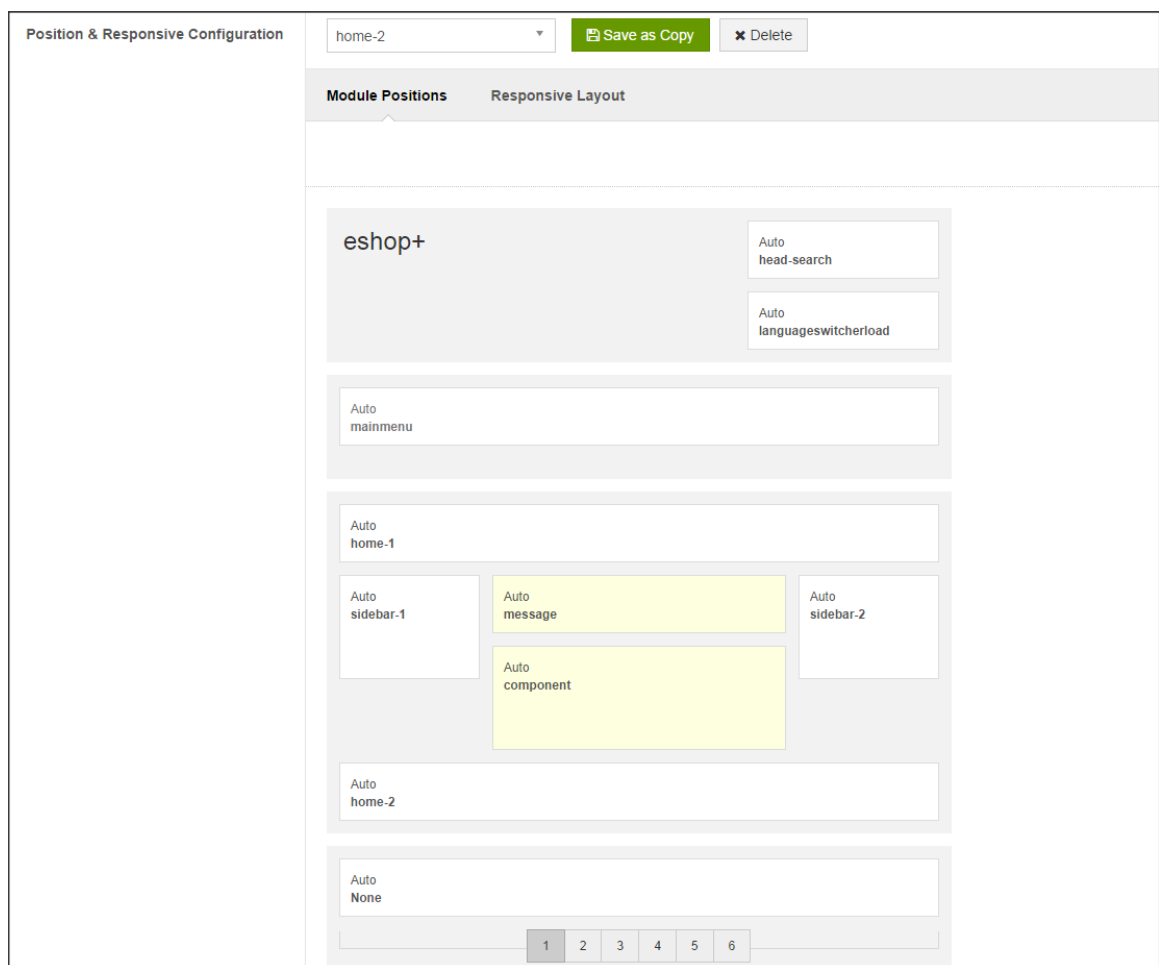 Position & Responsive Configuration
home-2
Save as Copy
Delete
Module Positions
Responsive Layout
eshop+
Auto
head-search
Auto
languageswitcherload
Auto
mainmenu
Auto
home-1
Auto
sidebar-1
Auto
message
Auto
sidebar-2
Auto
component
Auto
home-2
Auto
None
1 2 3 4 5 6